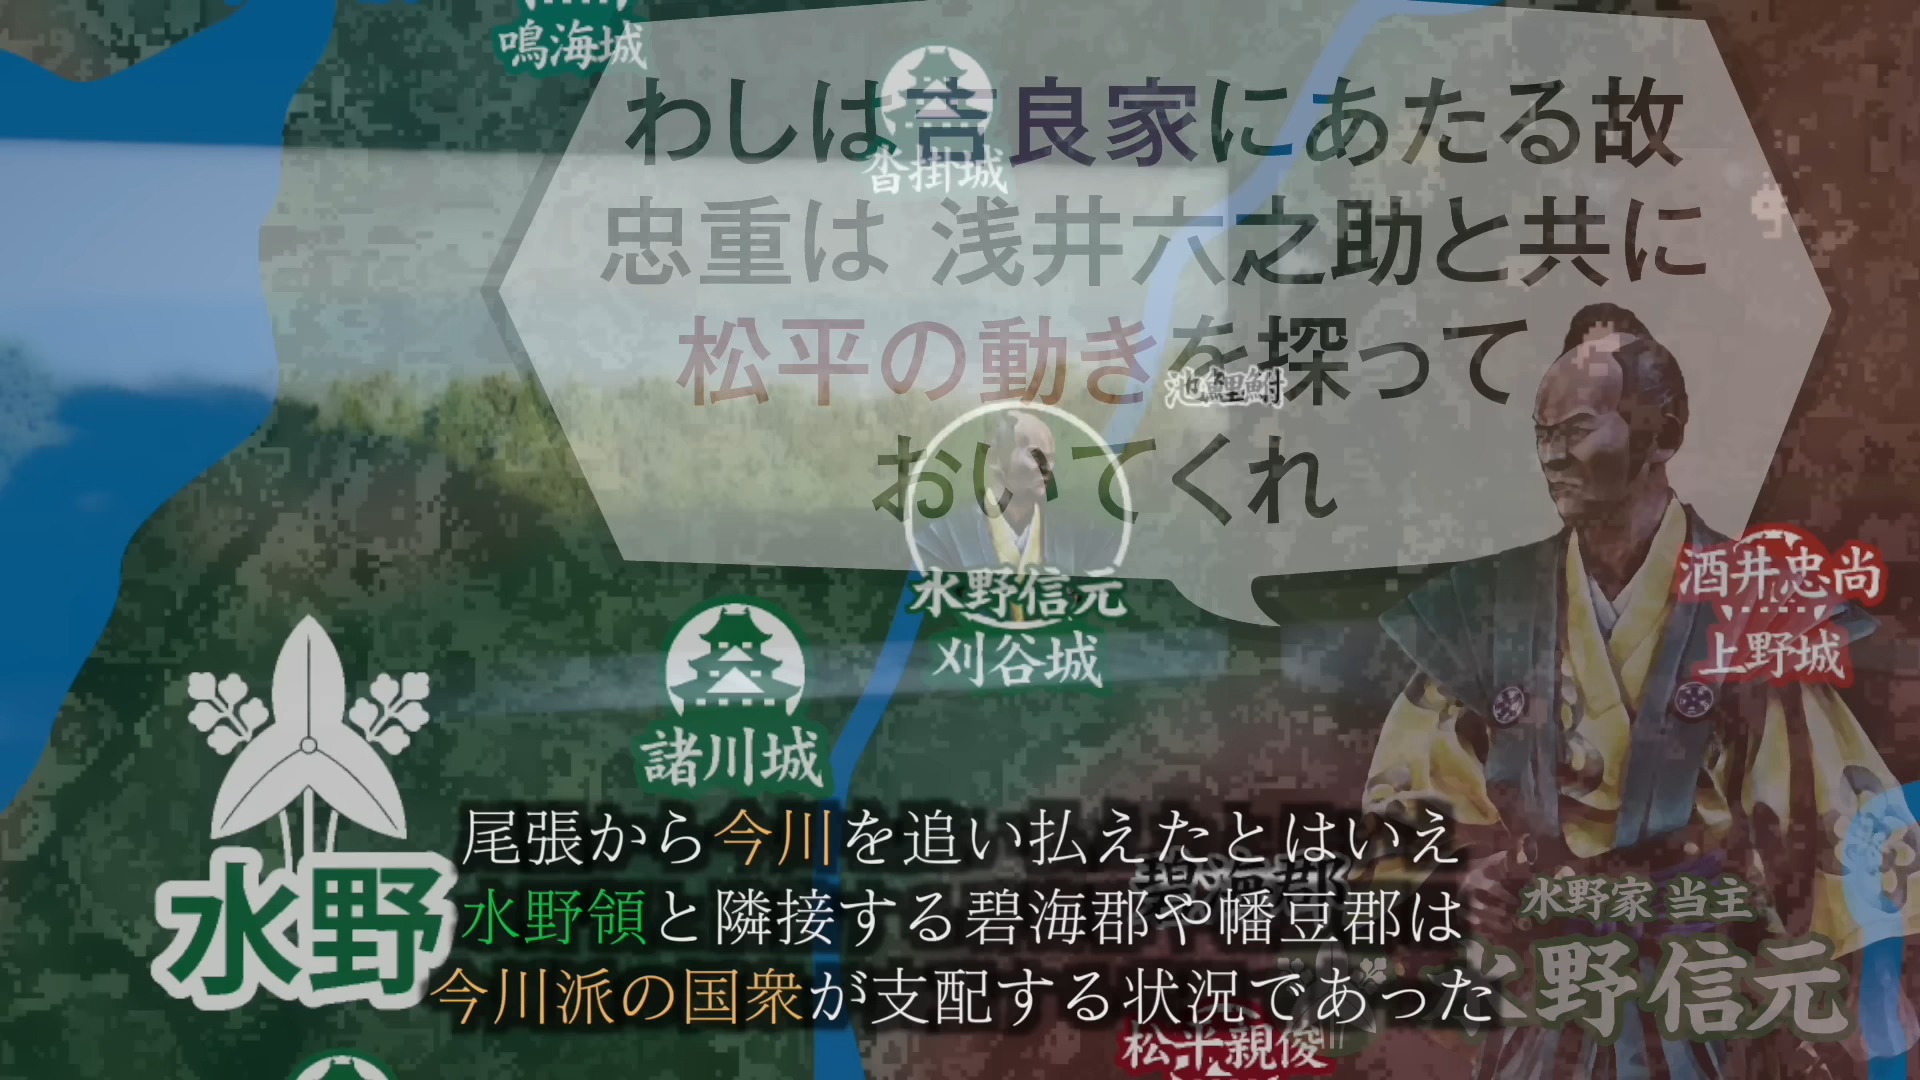 鳴海城
わしは吉良家にあたる故
忠重は 浅井六之助と共に
松平の動きを探って
おいてくれ
沓掛城
池鯉鮒
水野信元
刈谷城
酒井忠尚
上野城
諸川城
水野
尾張から今川を追い払えたとはいえ
水野領と隣接する碧海郡や幡豆郡は
今川派の国衆が支配する状況であった
碧海郡
水野家 当主
水野信元
松平親俊